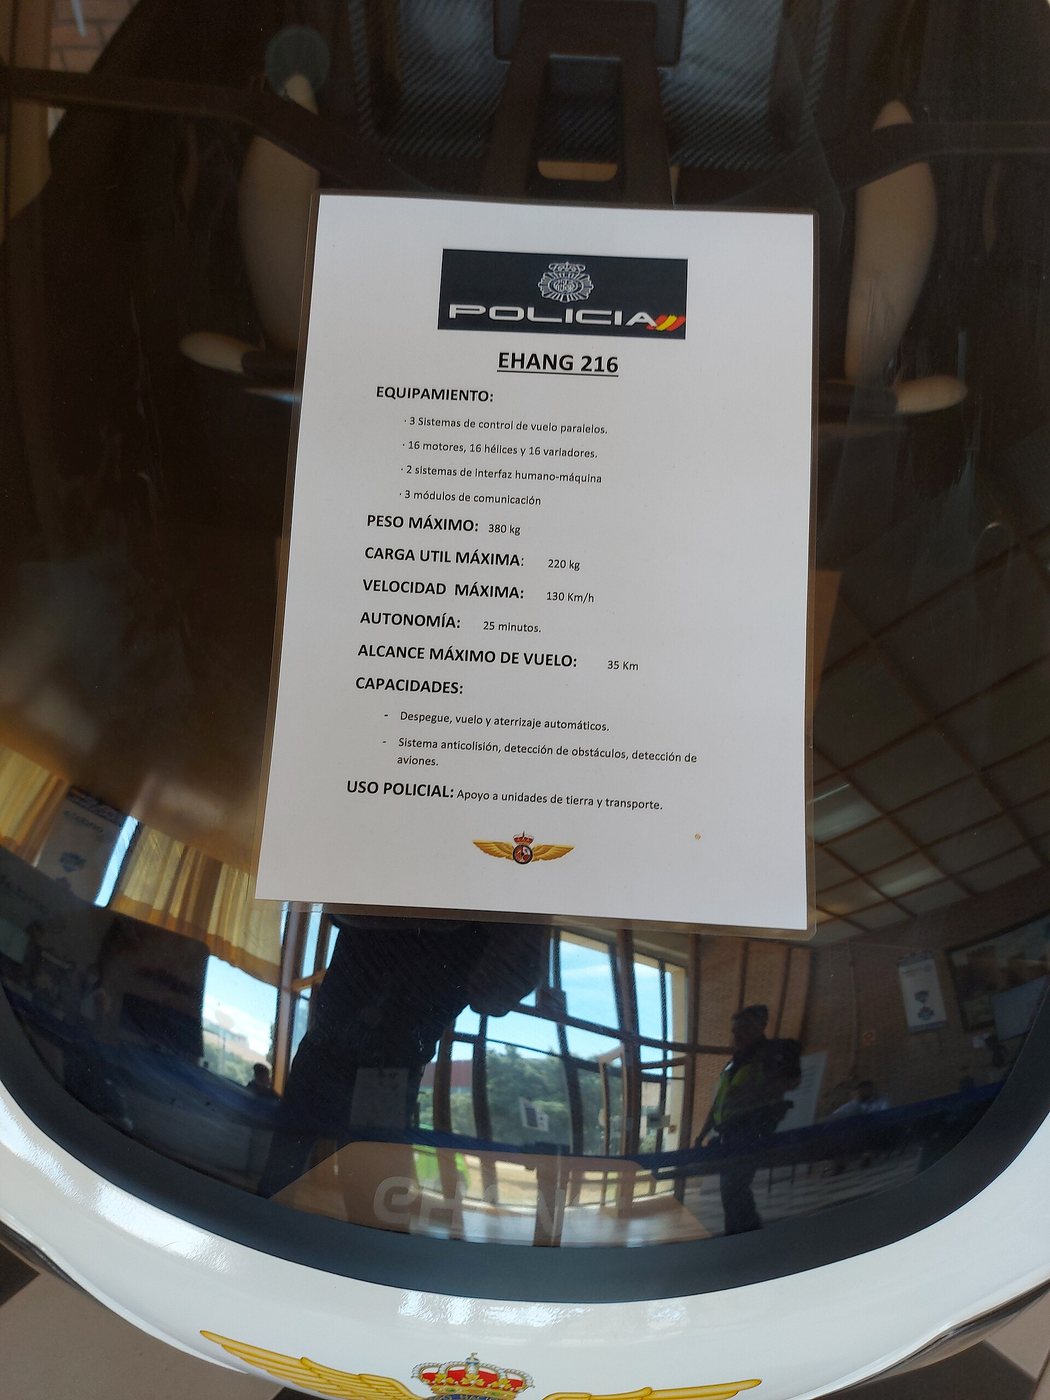 POLICIA
EHANG 216
EQUIPAMIENTO:
· 3 Sistemas de control de vuelo paralelos.
· 16 motores, 16 hélices y 16 variadores.
· 2 sistemas de interfaz humano-máquina
· 3 módulos de comunicación
PESO MÁXIMO: 380 kg
CARGA UTIL MÁXIMA: 220 kg
VELOCIDAD MÁXIMA: 130 Km/h
AUTONOMÍA: 25 minutos.
ALCANCE MÁXIMO DE VUELO: 35 Km
CAPACIDADES:
- Despegue, vuelo y aterrizaje automáticos.
- Sistema anticolisión, detección de obstáculos, detección de
aviones.
USO POLICIAL: Apoyo a unidades de tierra y transporte.